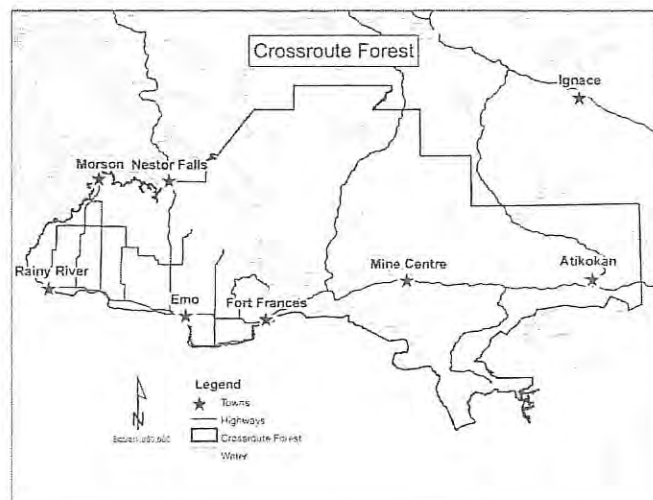 Crossroute Forest
Ignace
Morson
Nestor Falls
Rainy River
Emo
Fort Frances
Mine Centre
Atikokan
N
Legend
Towns
Highways
Crossroute Forest
Water